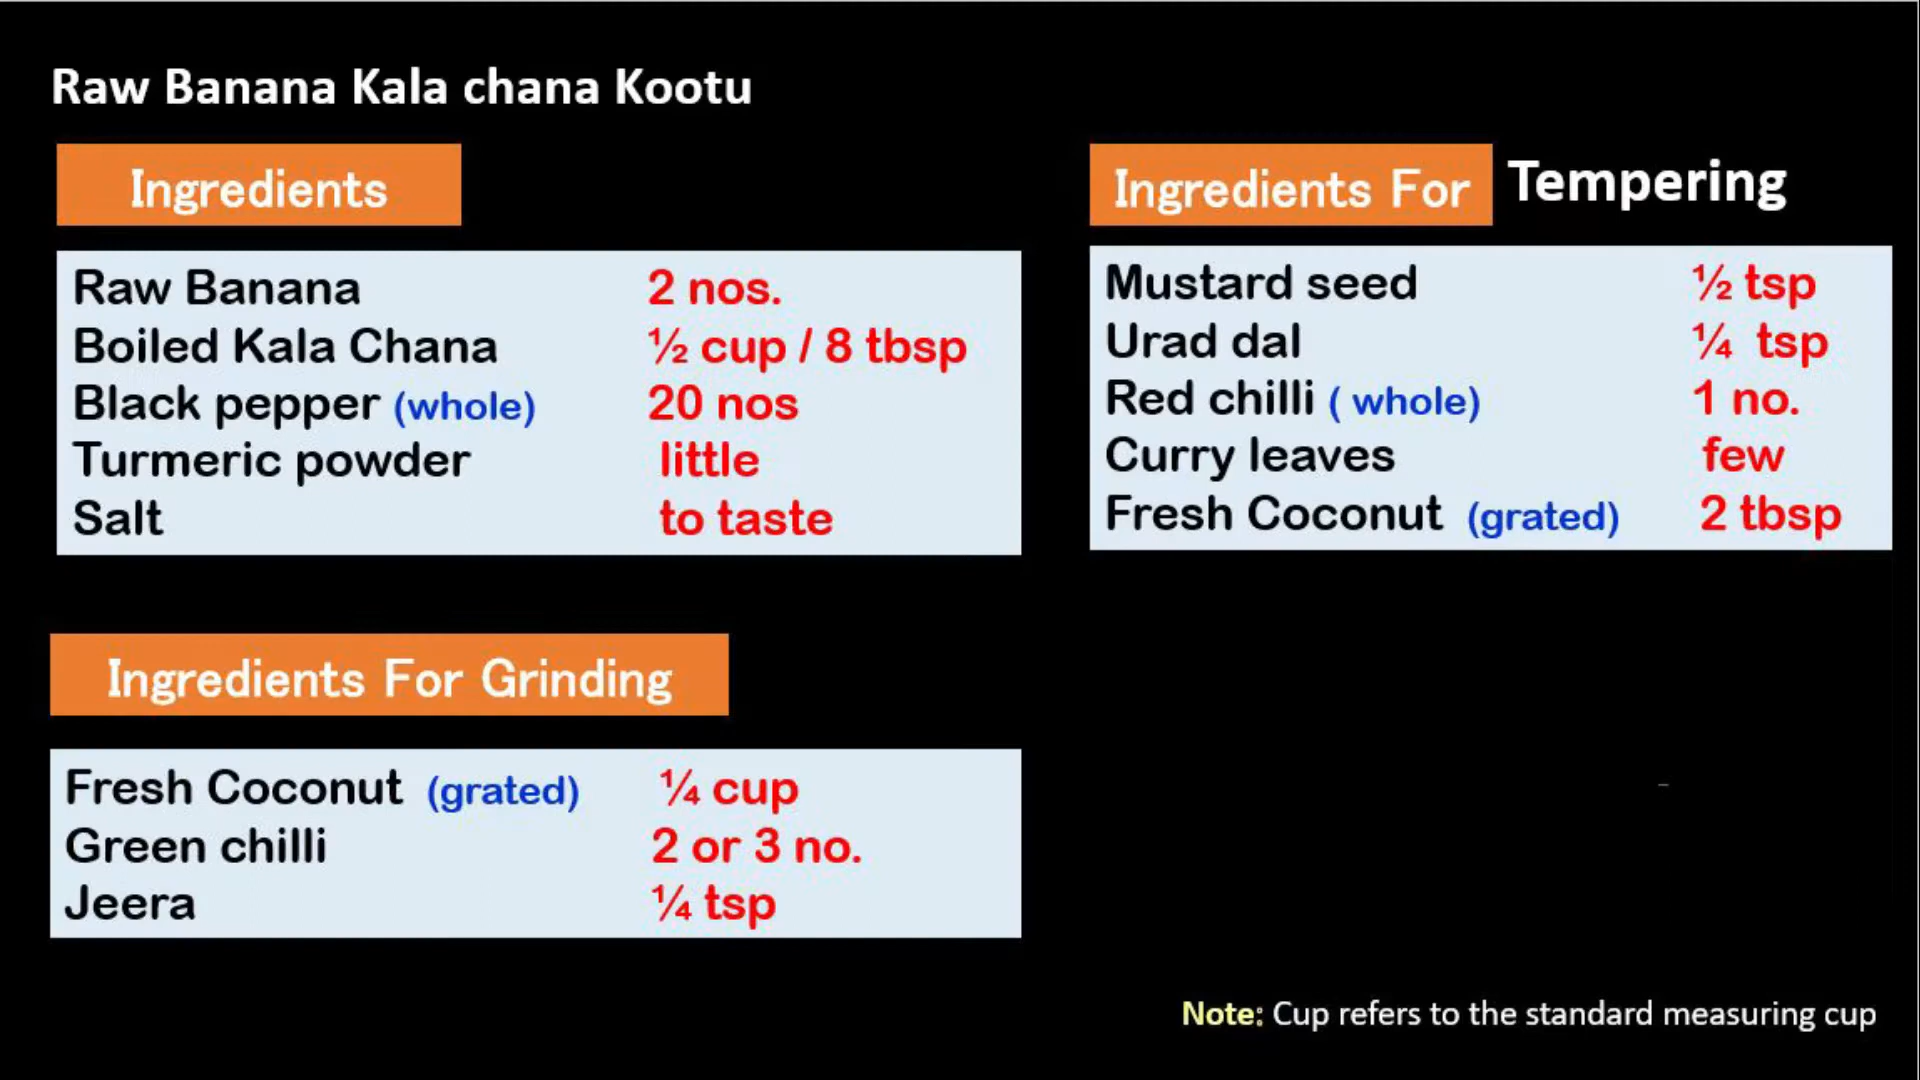 Raw Banana Kala chana Kootu
Ingredients
Raw Banana 2 nos.
Boiled Kala Chana ½ cup / 8 tbsp
Black pepper (whole) 20 nos
Turmeric powder little
Salt to taste
Ingredients For Tempering
Mustard seed ½ tsp
Urad dal ¼ tsp
Red chilli ( whole) 1 no.
Curry leaves few
Fresh Coconut (grated) 2 tbsp
Ingredients For Grinding
Fresh Coconut (grated) ¼ cup
Green chilli 2 or 3 no.
Jeera ¼ tsp
Note: Cup refers to the standard measuring cup